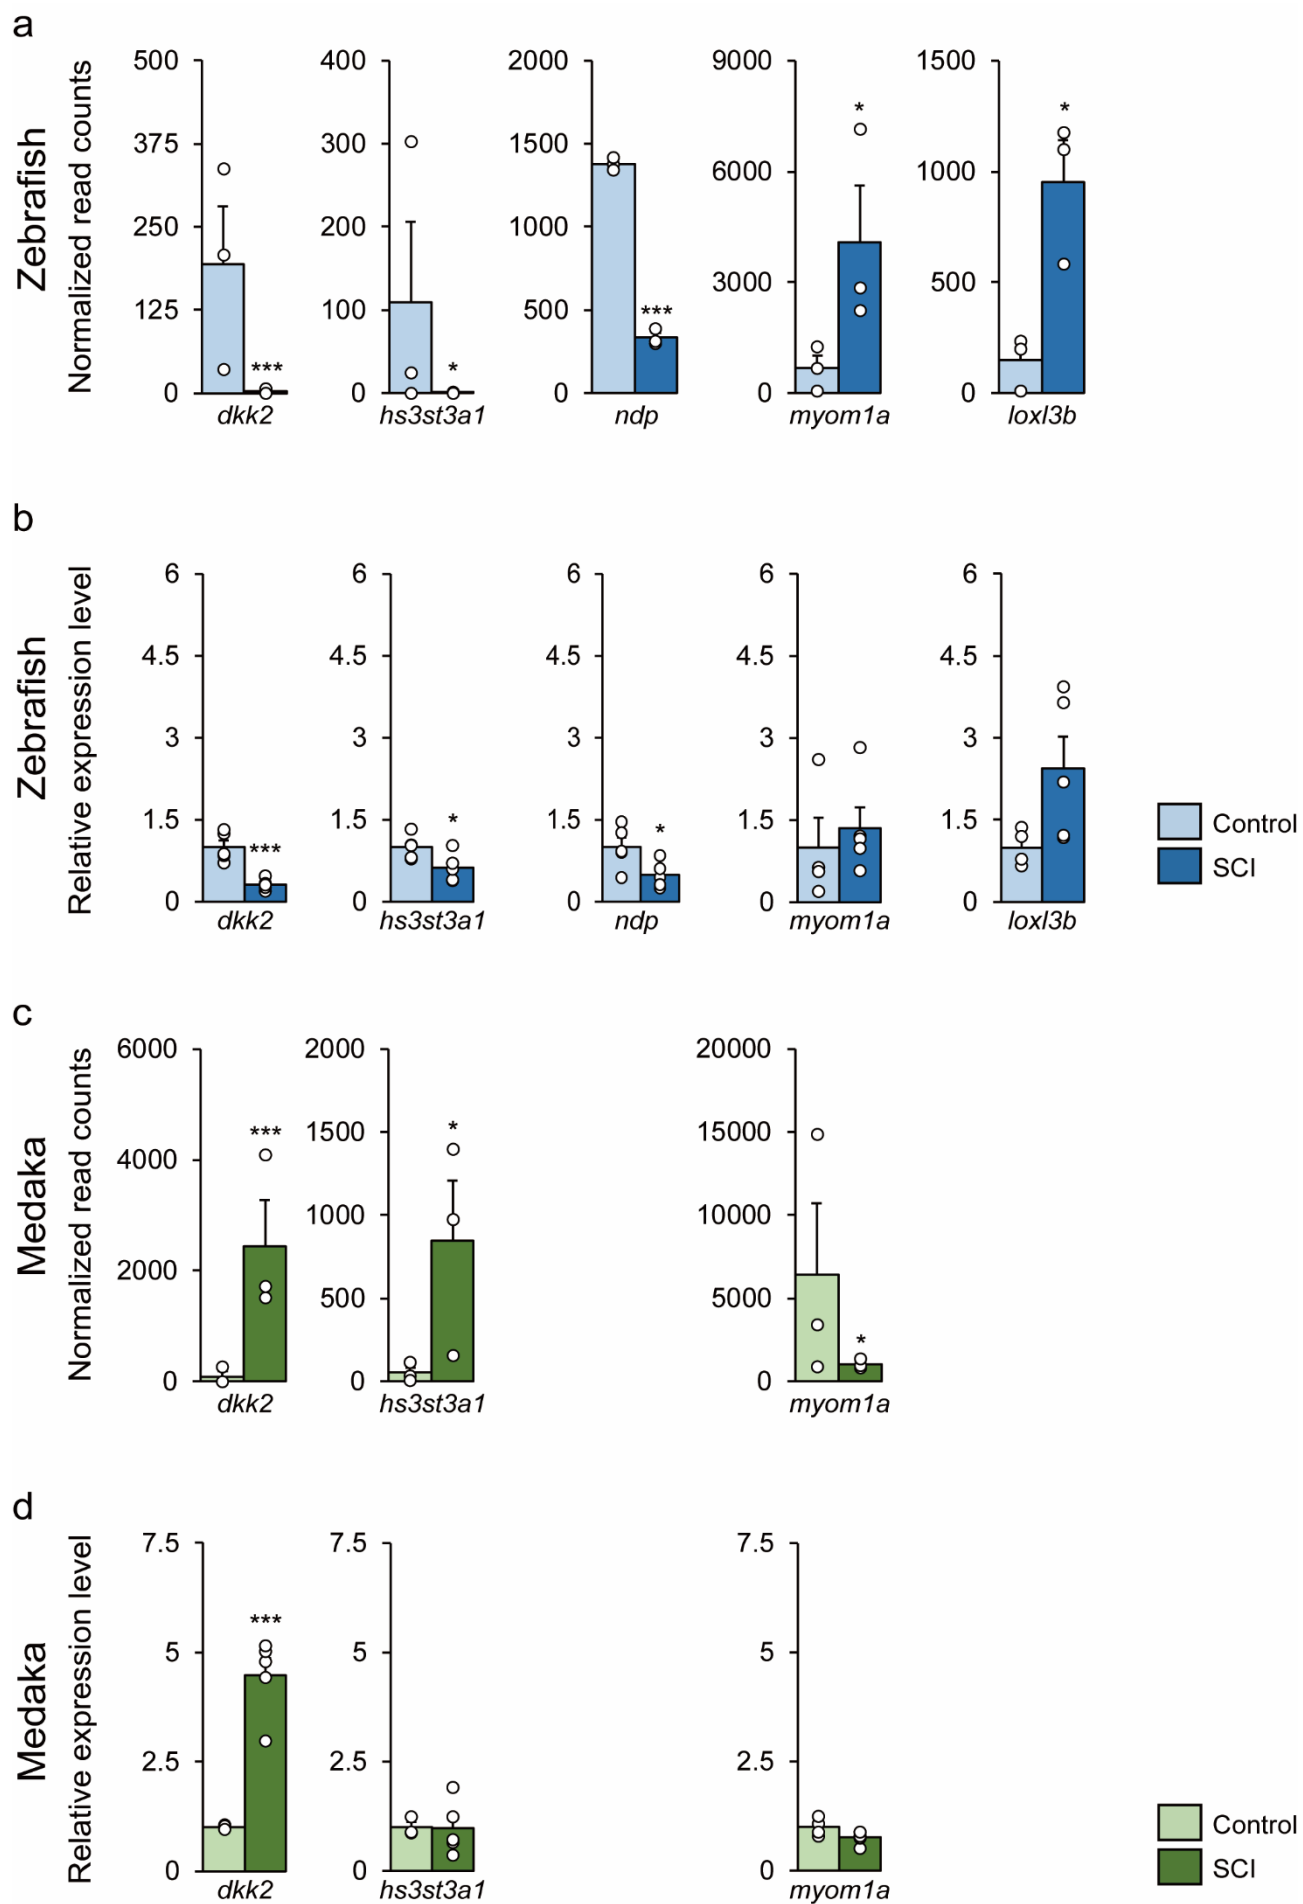 a
Zebrafish
Normalized read counts
500
375
250
125
0
***
dkk2
400
300
200
100
0
*
hs3st3a1
2000
1500
1000
500
0
***
ndp
9000
6000
3000
0
*
myom1a
1500
1000
500
0
*
loxl3b
b
Zebrafish
Relative expression level
6
4.5
3
1.5
0
***
dkk2
6
4.5
3
1.5
0
*
hs3st3a1
6
4.5
3
1.5
0
*
ndp
6
4.5
3
1.5
0
myom1a
6
4.5
3
1.5
0
loxl3b
Control
SCI
c
Medaka
Normalized read counts
6000
4000
2000
0
***
dkk2
2000
1500
1000
500
0
*
hs3st3a1
20000
15000
10000
5000
0
*
myom1a
d
Medaka
Relative expression level
7.5
5
2.5
0
***
dkk2
7.5
5
2.5
0
hs3st3a1
7.5
5
2.5
0
myom1a
Control
SCI